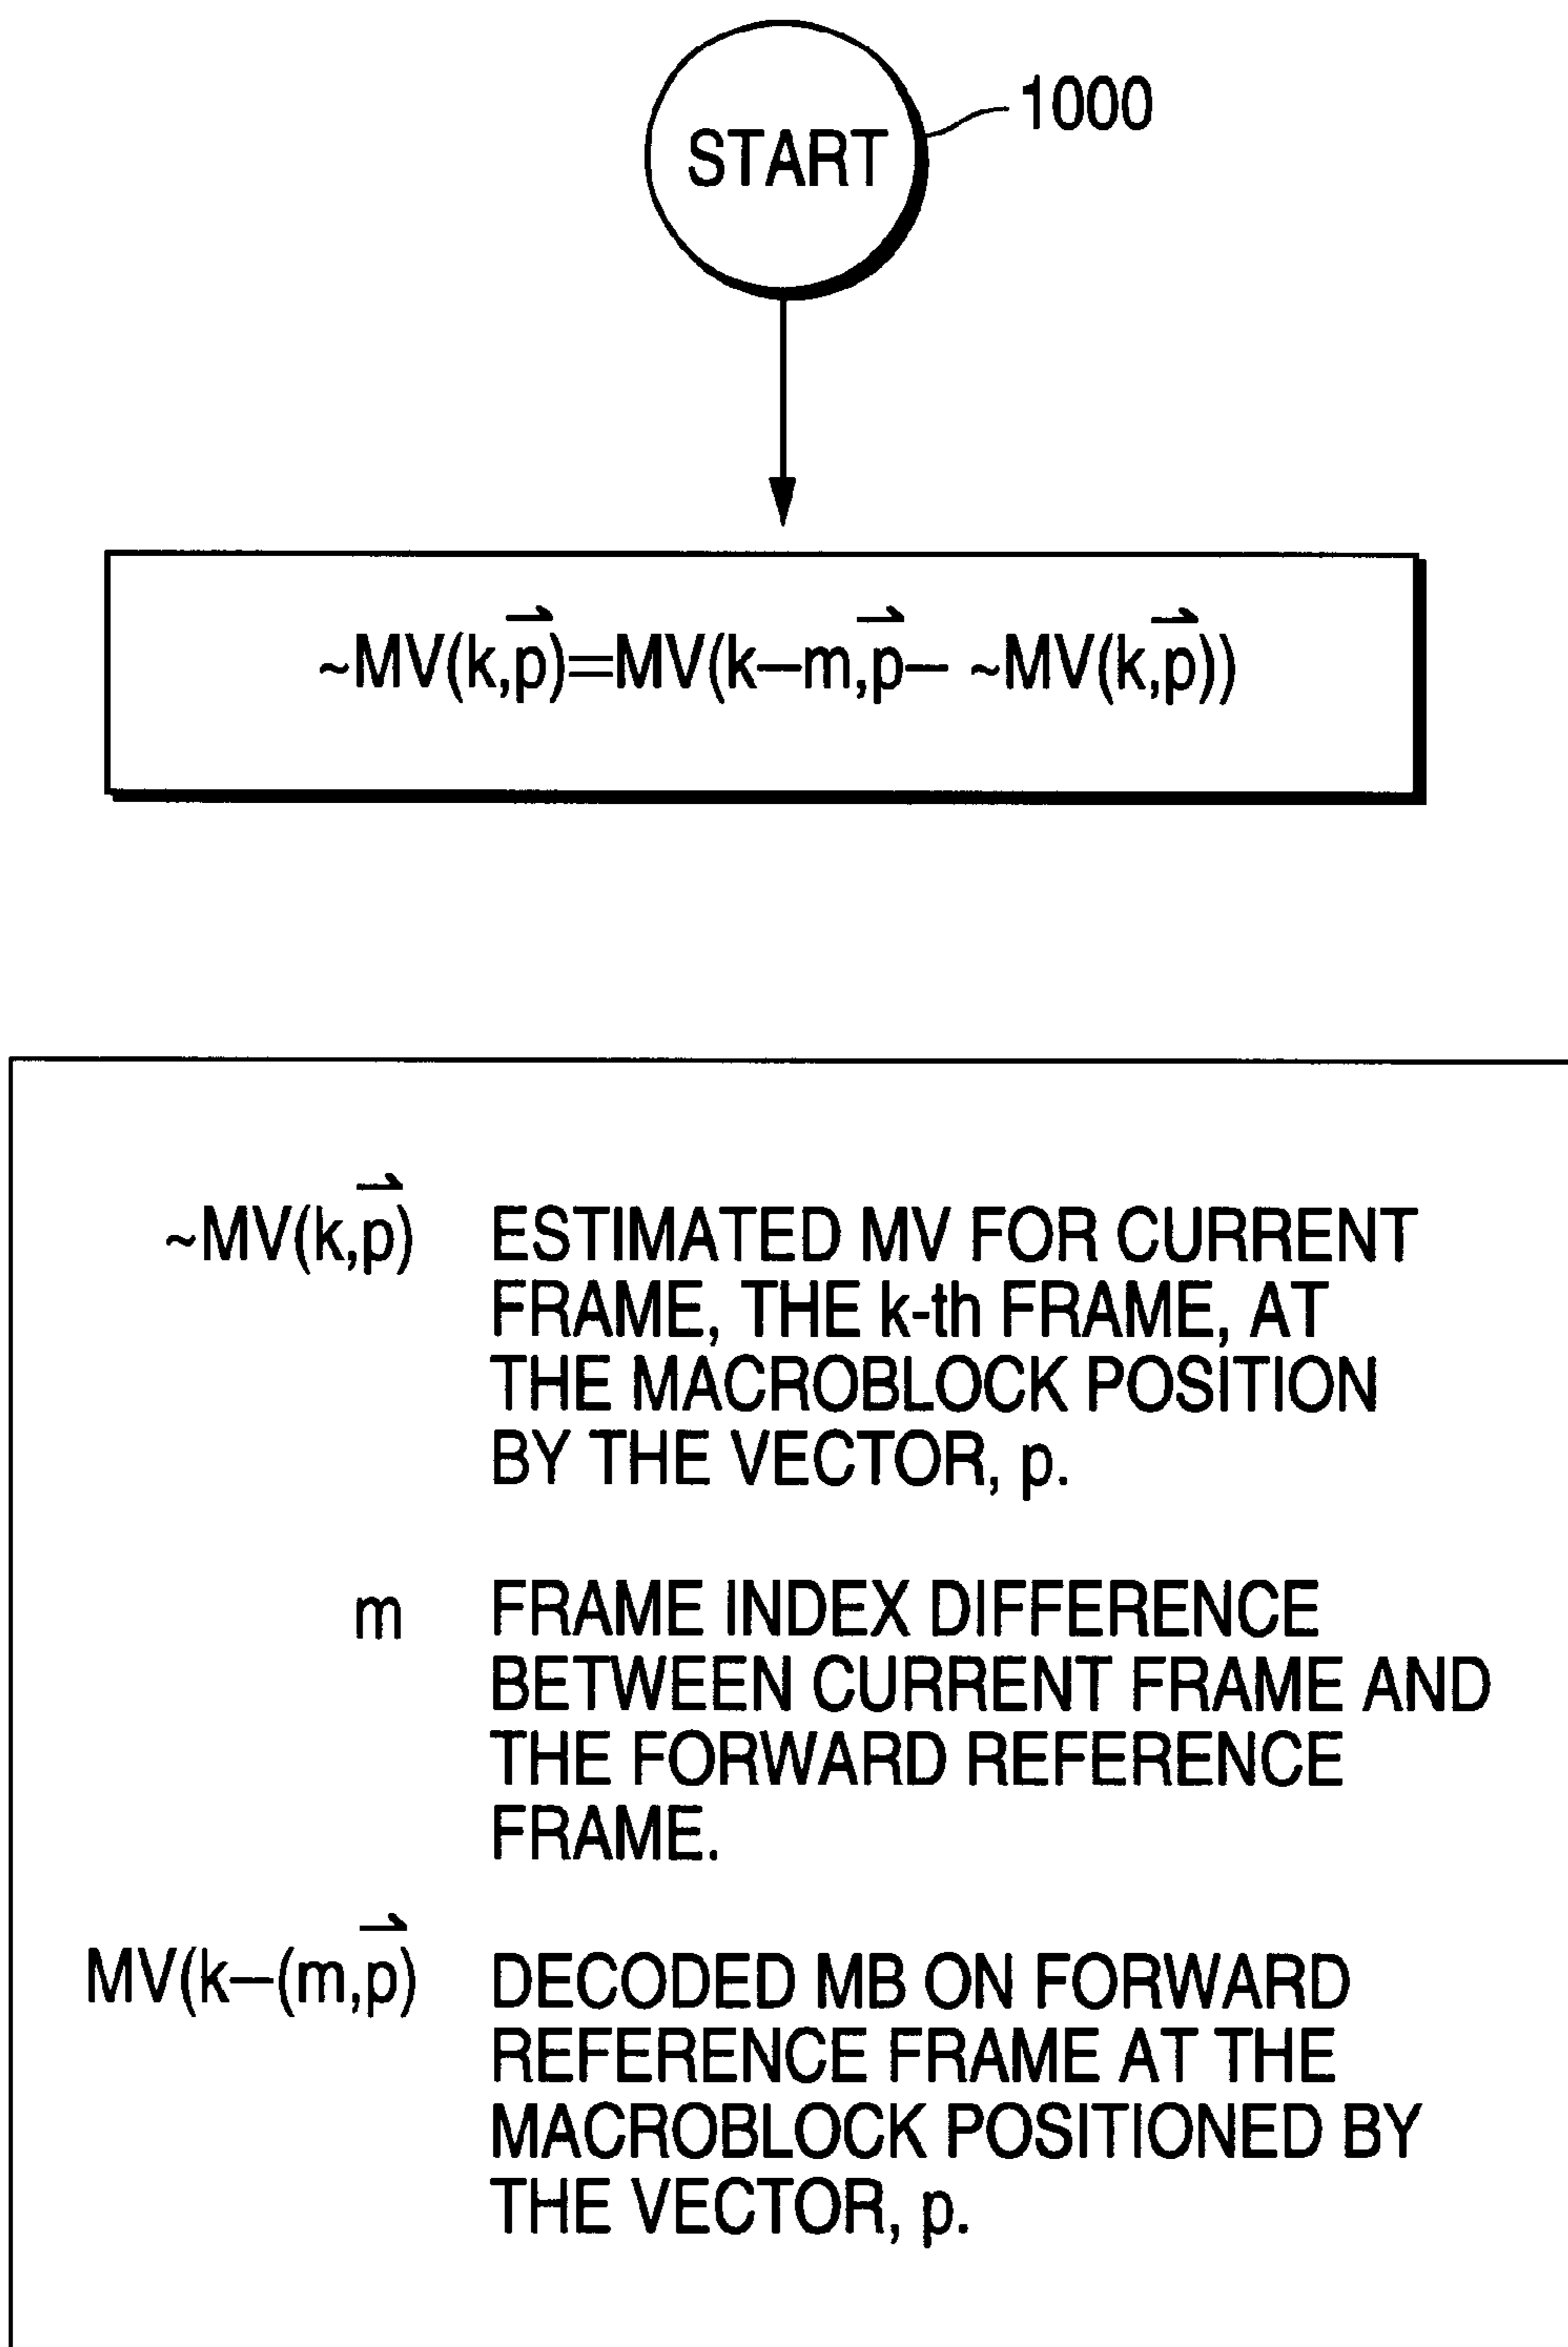 START
1000
~MV(k,p⃗)=MV(k–m,p⃗– ~MV(k,p⃗))
~MV(k,p⃗) ESTIMATED MV FOR CURRENT
FRAME, THE k-th FRAME, AT
THE MACROBLOCK POSITION
BY THE VECTOR, p.
m FRAME INDEX DIFFERENCE
BETWEEN CURRENT FRAME AND
THE FORWARD REFERENCE
FRAME.
MV(k–(m,p⃗) DECODED MB ON FORWARD
REFERENCE FRAME AT THE
MACROBLOCK POSITIONED BY
THE VECTOR, p.